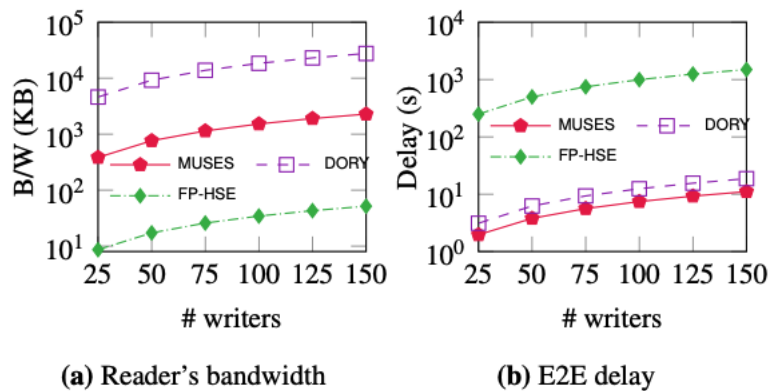 10^5
10^4
10^3
10^2
10^1
B/W (KB)
MUSES
DORY
FP-HSE
25 50 75 100 125 150
# writers
(a) Reader's bandwidth
10^4
10^3
10^2
10^1
10^0
Delay (s)
MUSES
DORY
FP-HSE
25 50 75 100 125 150
# writers
(b) E2E delay